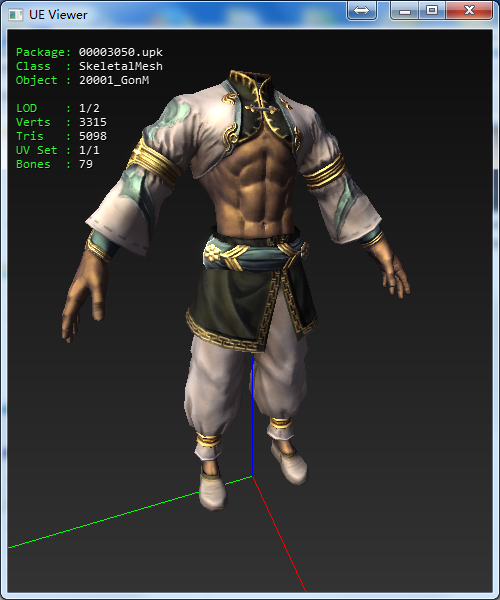 UE Viewer
Package: 00003050.upk
Class : SkeletalMesh
Object : 20001_GonM
LOD : 1/2
Verts : 3315
Tris : 5098
UV Set : 1/1
Bones : 79